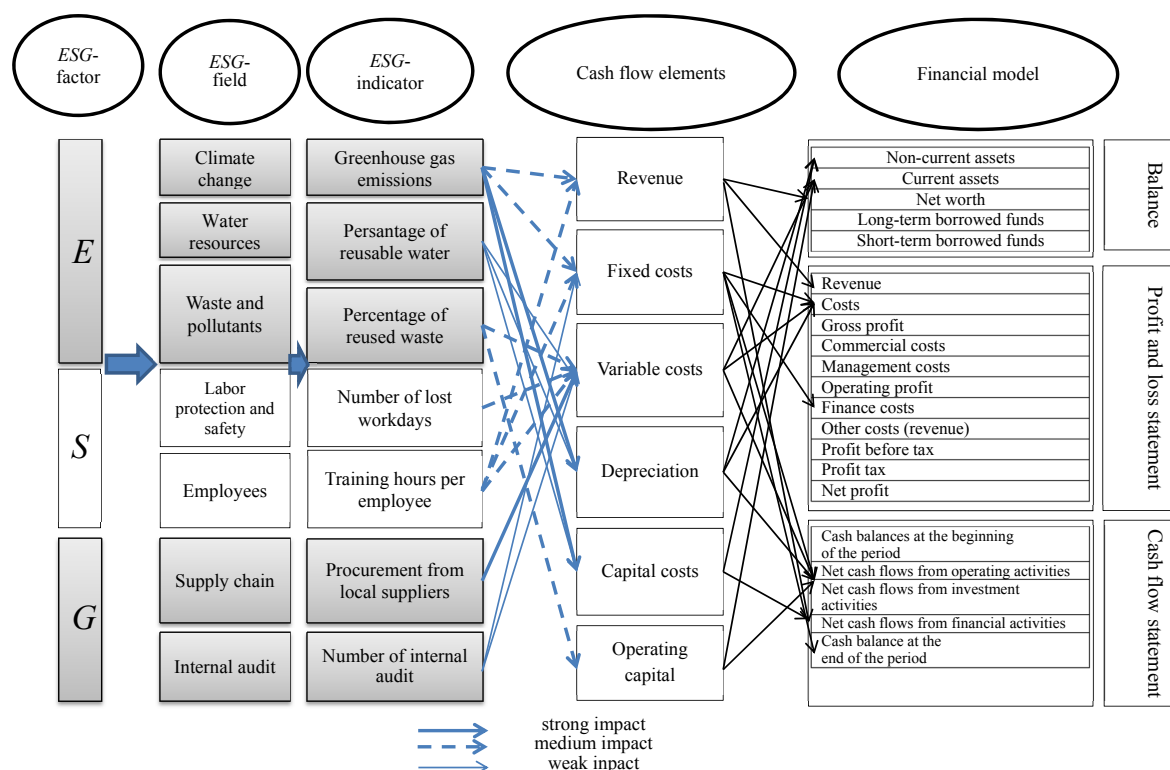 ESG-
factor
ESG-
field
ESG-
indicator
Cash flow elements
Financial model
E
S
G
Climate
change
Water
resources
Waste and
pollutants
Labor
protection and
safety
Employees
Supply chain
Internal audit
Greenhouse gas
emissions
Persantage of
reusable water
Percentage of
reused waste
Number of lost
workdays
Training hours per
employee
Procurement from
local suppliers
Number of internal
audit
Revenue
Fixed costs
Variable costs
Depreciation
Capital costs
Operating
capital
Non-current assets
Current assets
Net worth
Long-term borrowed funds
Short-term borrowed funds
Balance
Revenue
Costs
Gross profit
Commercial costs
Management costs
Operating profit
Finance costs
Other costs (revenue)
Profit before tax
Profit tax
Net profit
Profit and loss statement
Cash balances at the beginning
of the period
Net cash flows from operating activities
Net cash flows from investment
activities
Net cash flows from financial activities
Cash balance at the
end of the period
Cash flow statement
strong impact
medium impact
weak inpact